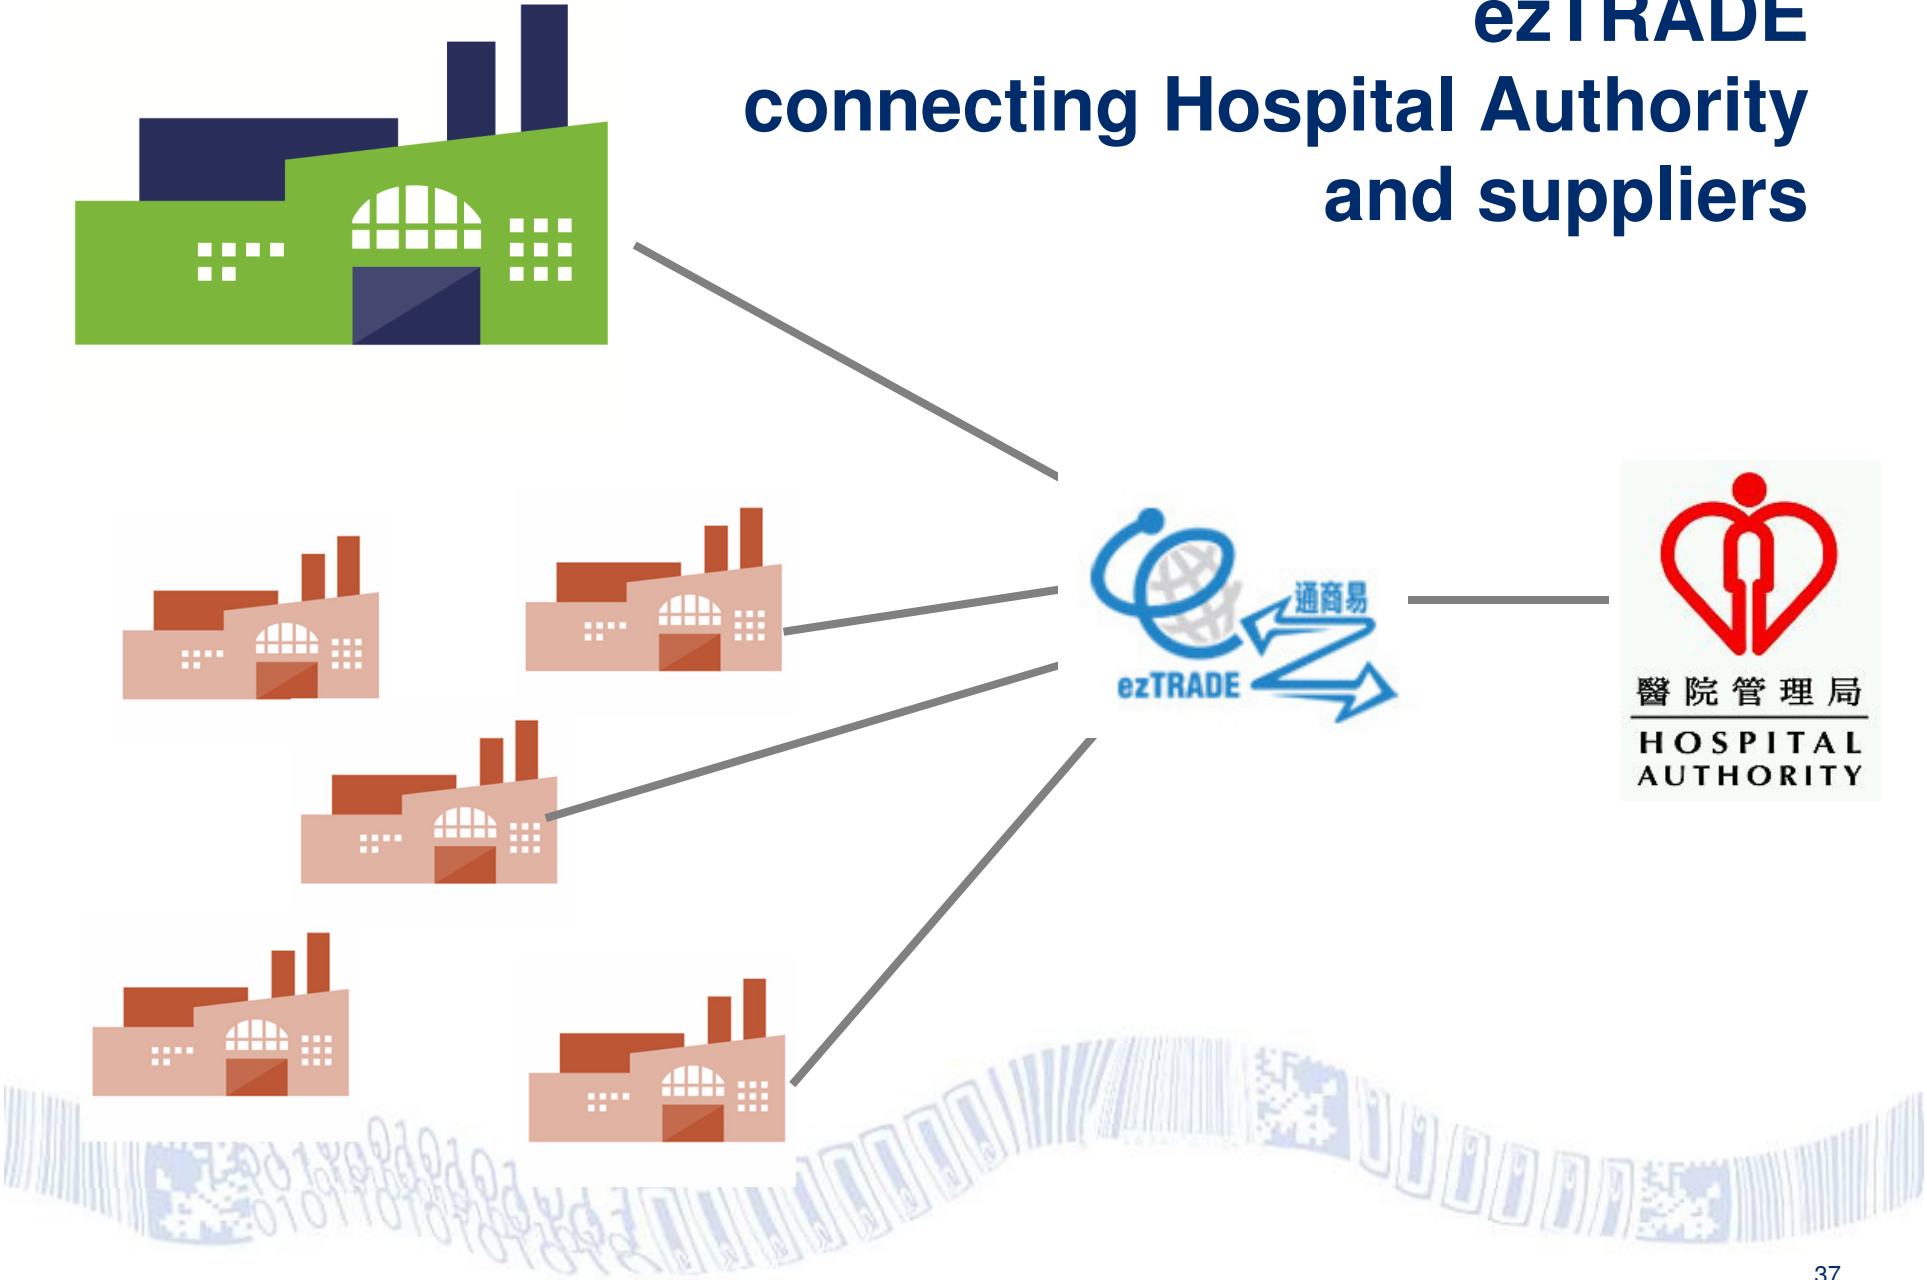 ezTRADE
connecting Hospital Authority
and suppliers
通商易
ezTRADE
醫院管理局
HOSPITAL
AUTHORITY
37